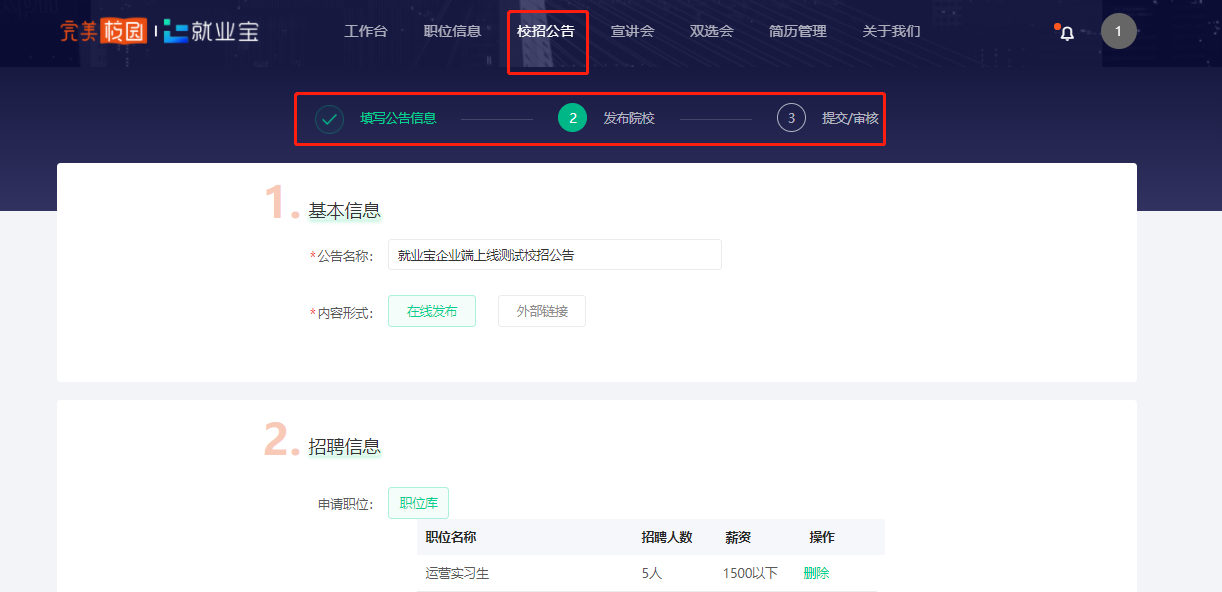 完美校园 | 就业宝 工作台 职位信息 校招公告 宣讲会 双选会 简历管理 关于我们 1
填写公告信息 2 发布院校 3 提交/审核
1. 基本信息
*公告名称: 就业宝企业端上线测试校招公告
*内容形式: 在线发布 外部链接
2. 招聘信息
申请职位: 职位库
职位名称 招聘人数 薪资 操作
运营实习生 5人 1500以下 删除